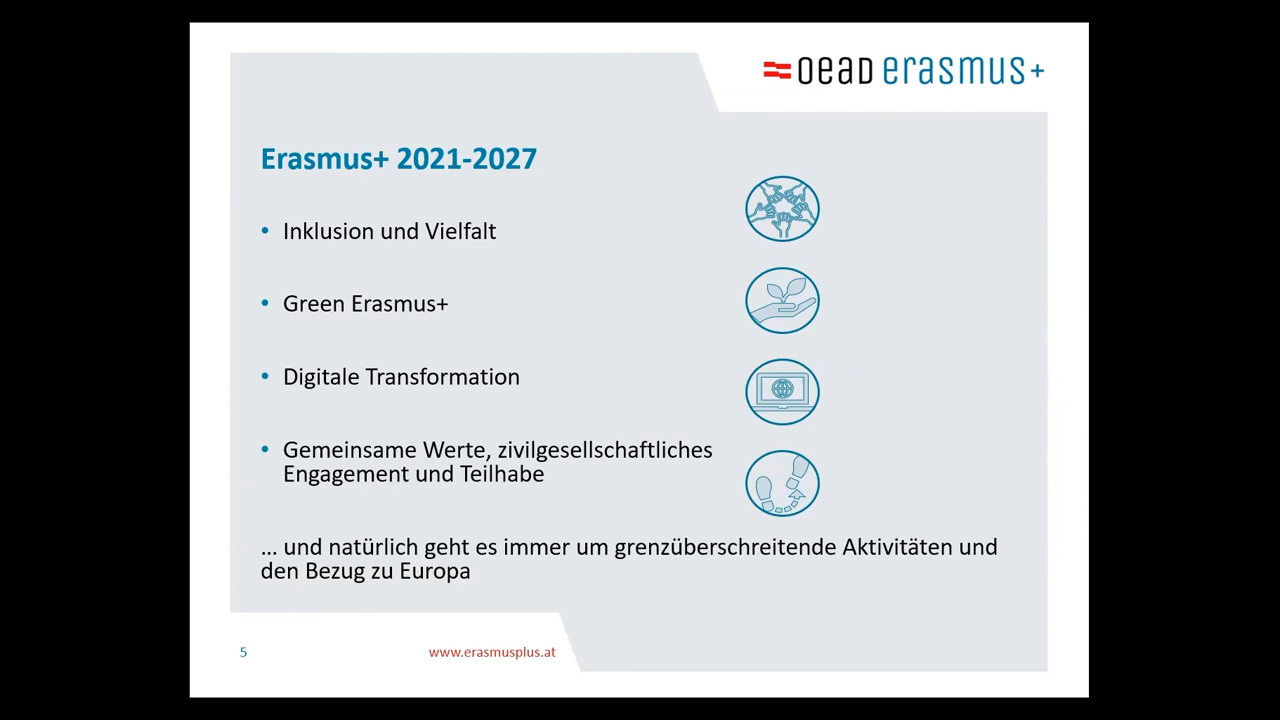 OEAD erasmus+
Erasmus+ 2021-2027
• Inklusion und Vielfalt
• Green Erasmus+
• Digitale Transformation
• Gemeinsame Werte, zivilgesellschaftliches
Engagement und Teilhabe
... und natürlich geht es immer um grenzüberschreitende Aktivitäten und
den Bezug zu Europa
5
www.erasmusplus.at